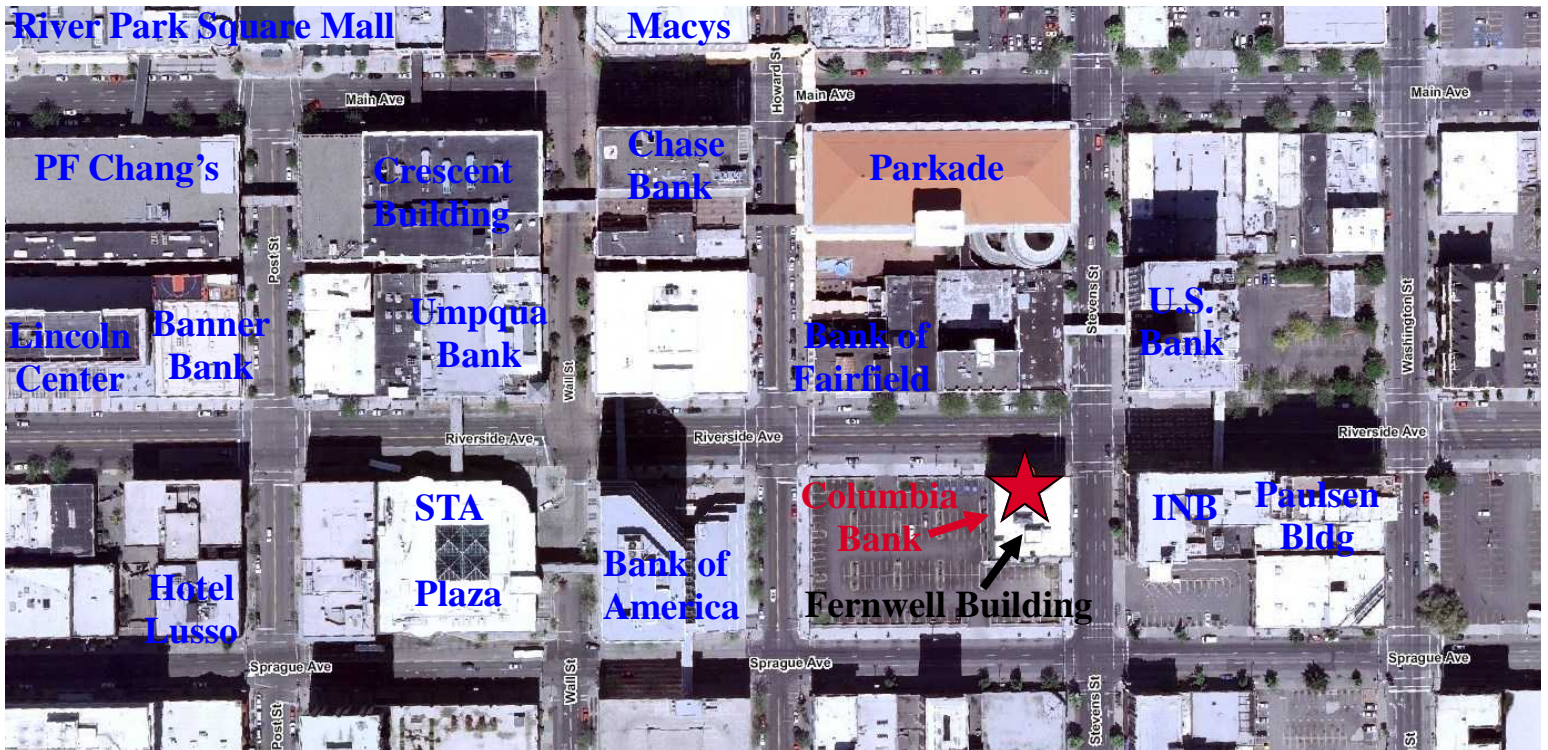 River Park Square Mall
Macys
Howard St
Main Ave
Main Ave
Main Ave
PF Chang's
Crescent
Building
Chase
Bank
Parkade
Post St
Stevens St
Washington St
Lincoln
Center
Banner
Bank
Umpqua
Bank
Wall St
Bank of
Fairfield
U.S.
Bank
Riverside Ave
Riverside Ave
Riverside Ave
STA
Plaza
Columbia
Bank
INB
Paulsen
Bldg
Hotel
Lusso
Bank of
America
Fernwell Building
Sprague Ave
Sprague Ave
Sprague Ave
Post St
Wall St
Stevens St
St